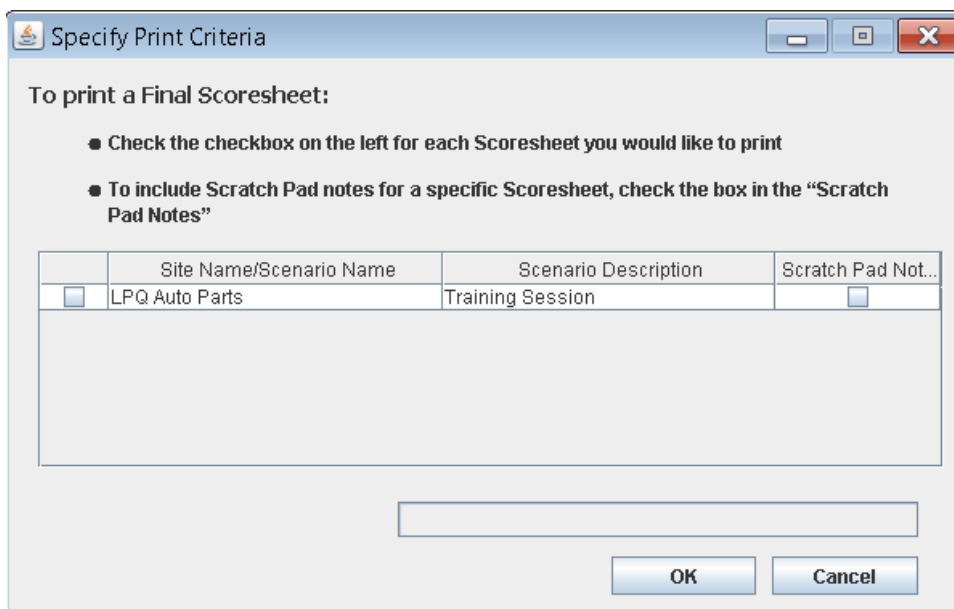 Specify Print Criteria
To print a Final Scoresheet:
● Check the checkbox on the left for each Scoresheet you would like to print
● To include Scratch Pad notes for a specific Scoresheet, check the box in the “Scratch
Pad Notes”
Site Name/Scenario Name Scenario Description Scratch Pad Not...
LPQ Auto Parts Training Session
OK Cancel